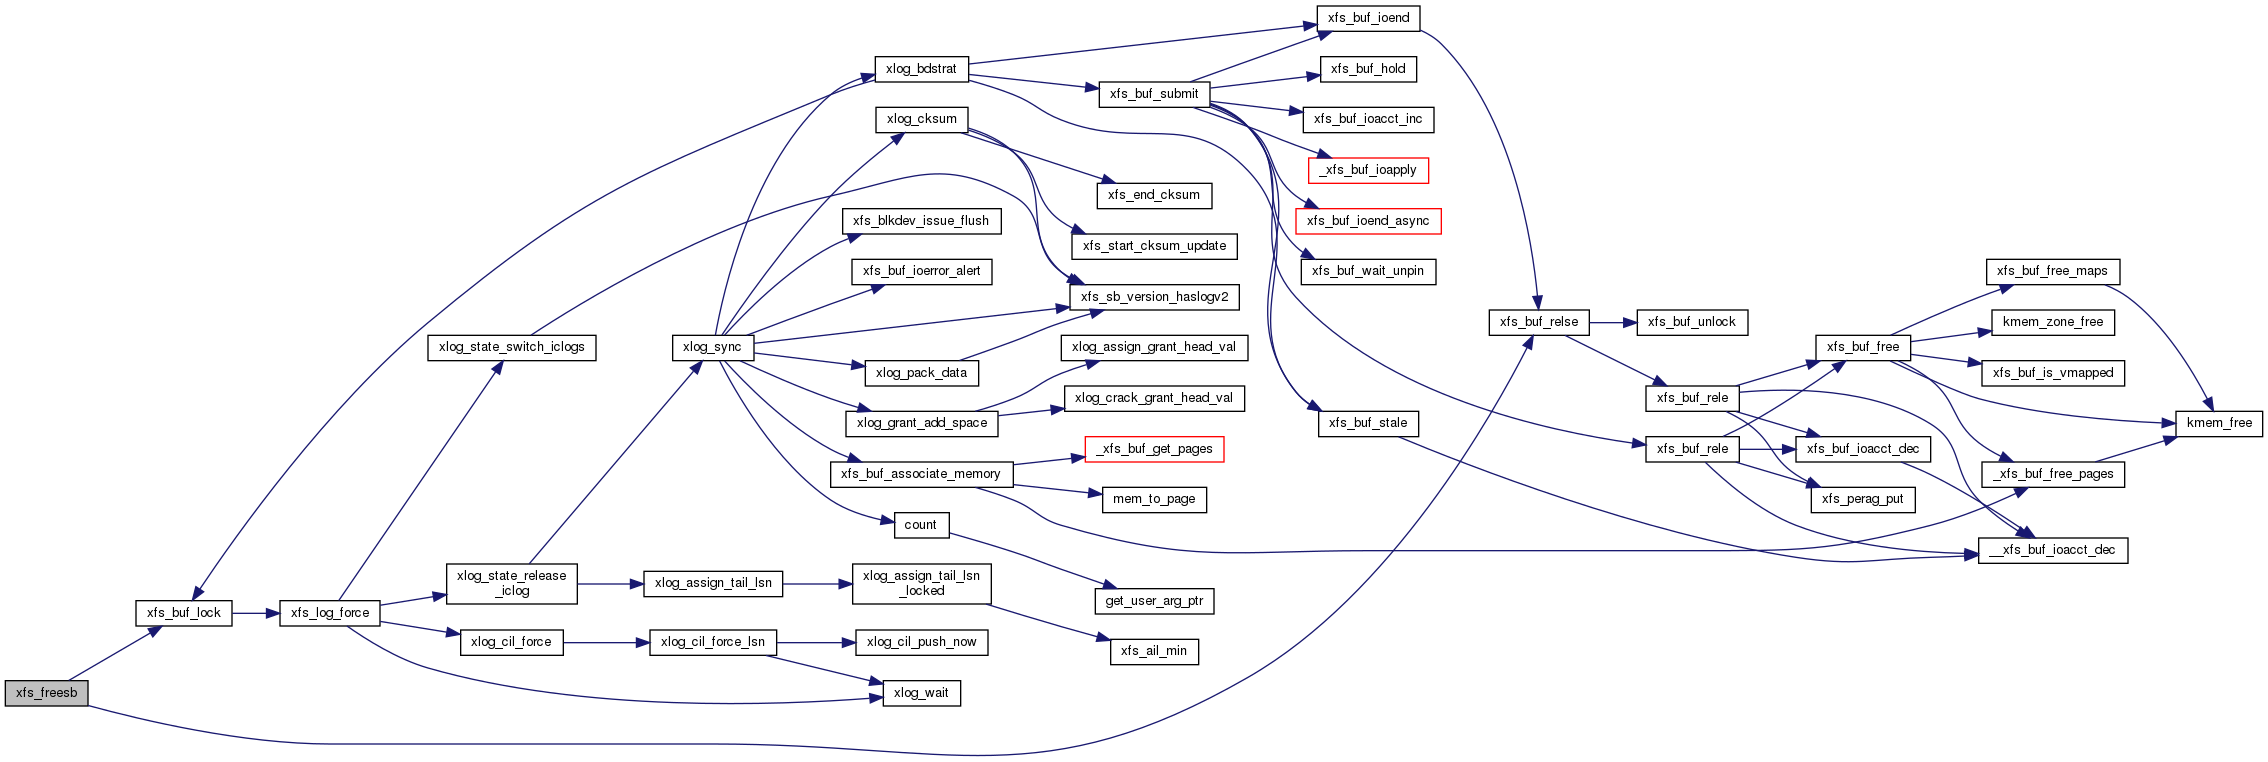 xfs_buf_ioend
xlog_bdstrat
xfs_buf_hold
xfs_buf_submit
xlog_cksum
xfs_buf_ioacct_inc
_xfs_buf_ioapply
xfs_end_cksum
xfs_blkdev_issue_flush
xfs_buf_ioend_async
xfs_start_cksum_update
xfs_buf_ioerror_alert
xfs_buf_wait_unpin
xfs_buf_free_maps
xfs_sb_version_haslogv2
xfs_buf_relse
xfs_buf_unlock
kmem_zone_free
xlog_state_switch_iclogs
xlog_sync
xlog_assign_grant_head_val
xfs_buf_free
xlog_pack_data
xfs_buf_is_vmapped
xlog_crack_grant_head_val
xfs_buf_rele
xlog_grant_add_space
xfs_buf_stale
kmem_free
_xfs_buf_get_pages
xfs_buf_rele
xfs_buf_ioacct_dec
xfs_buf_associate_memory
_xfs_buf_free_pages
mem_to_page
xfs_perag_put
count
__xfs_buf_ioacct_dec
xlog_state_release
_iclog
xlog_assign_tail_lsn
xlog_assign_tail_lsn
_locked
get_user_arg_ptr
xfs_buf_lock
xfs_log_force
xlog_cil_force
xlog_cil_force_lsn
xlog_cil_push_now
xfs_ail_min
xfs_freesb
xlog_wait